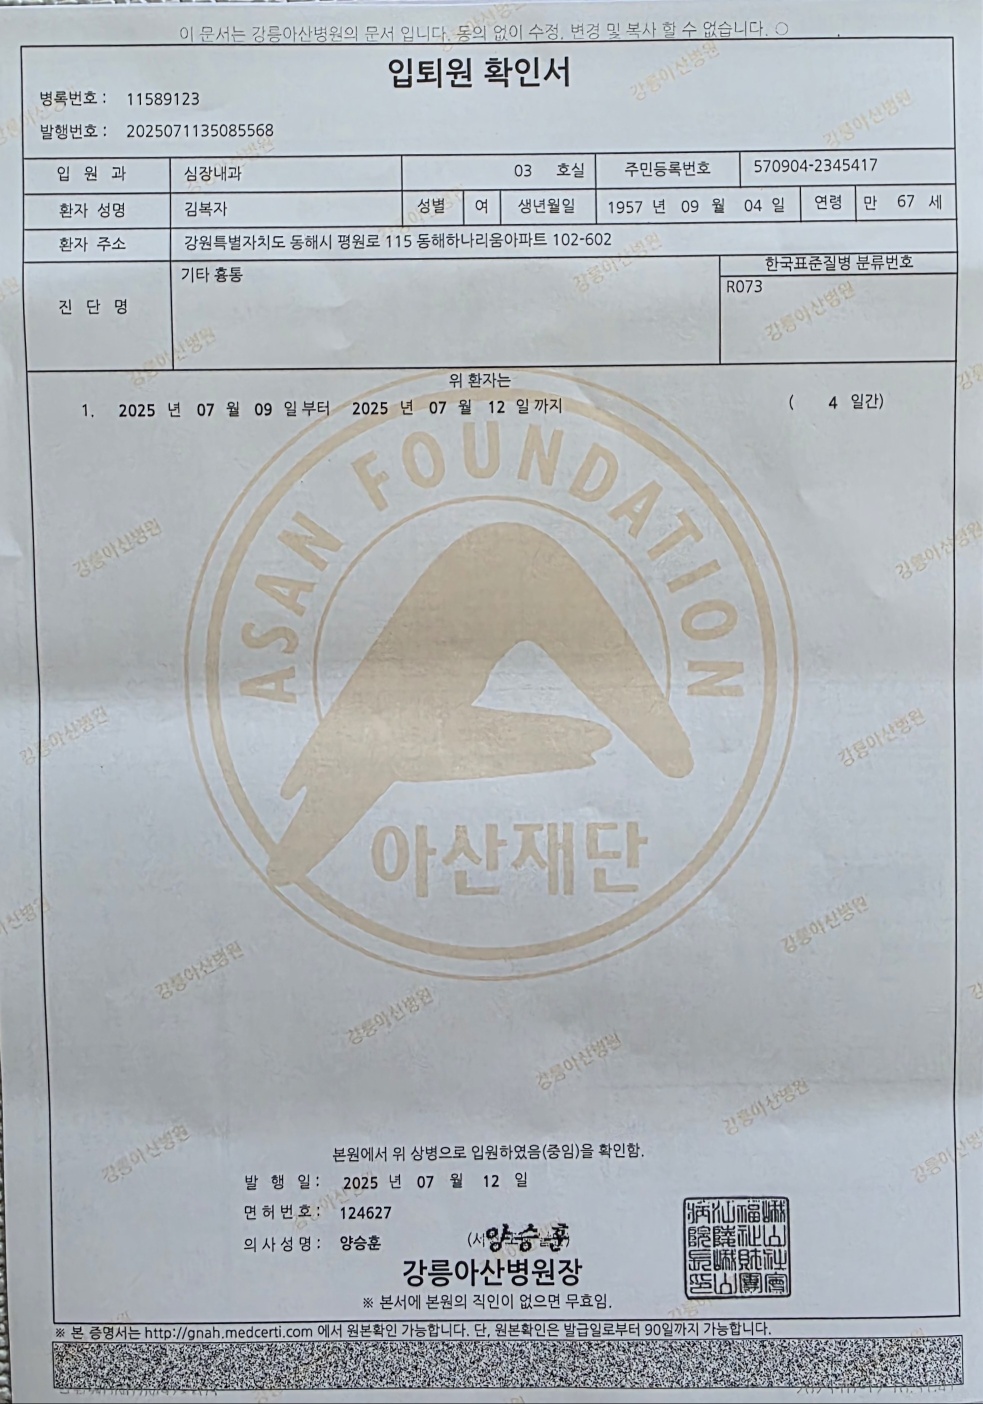 이 문서는 강릉아산병원의 문서 입니다. 동의 없이 수정, 변경 및 복사 할 수 없습니다.
입퇴원 확인서
병록번호 : 11589123
발행번호 : 2025071135085568
입 원 과 심장내과 03 호실 주민등록번호 570904-2345417
환자 성명 김복자 성별 여 생년월일 1957 년 09 월 04 일 연령 만 67 세
환자 주소 강원특별자치도 동해시 평원로 115 동해하나리움아파트 102-602
진 단 명 기타 흉통 한국표준질병 분류번호
R073
위 환자는
1. 2025 년 07 월 09 일 부터 2025 년 07 월 12 일 까지 ( 4 일간)
ASAN FOUNDATION
아산재단
강릉아산병원
본원에서 위 상병으로 입원하였음(중임)을 확인함.
발 행 일 : 2025 년 07 월 12 일
면 허 번 호 : 124627
의 사 성 명 : 양승훈 양승훈
강릉아산병원장
※ 본서에 본원의 직인이 없으면 무효임.
※ 본 증명서는 http://gnah.medcerti.com 에서 원본확인 가능합니다. 단, 원본확인은 발급일로부터 90일까지 가능합니다.